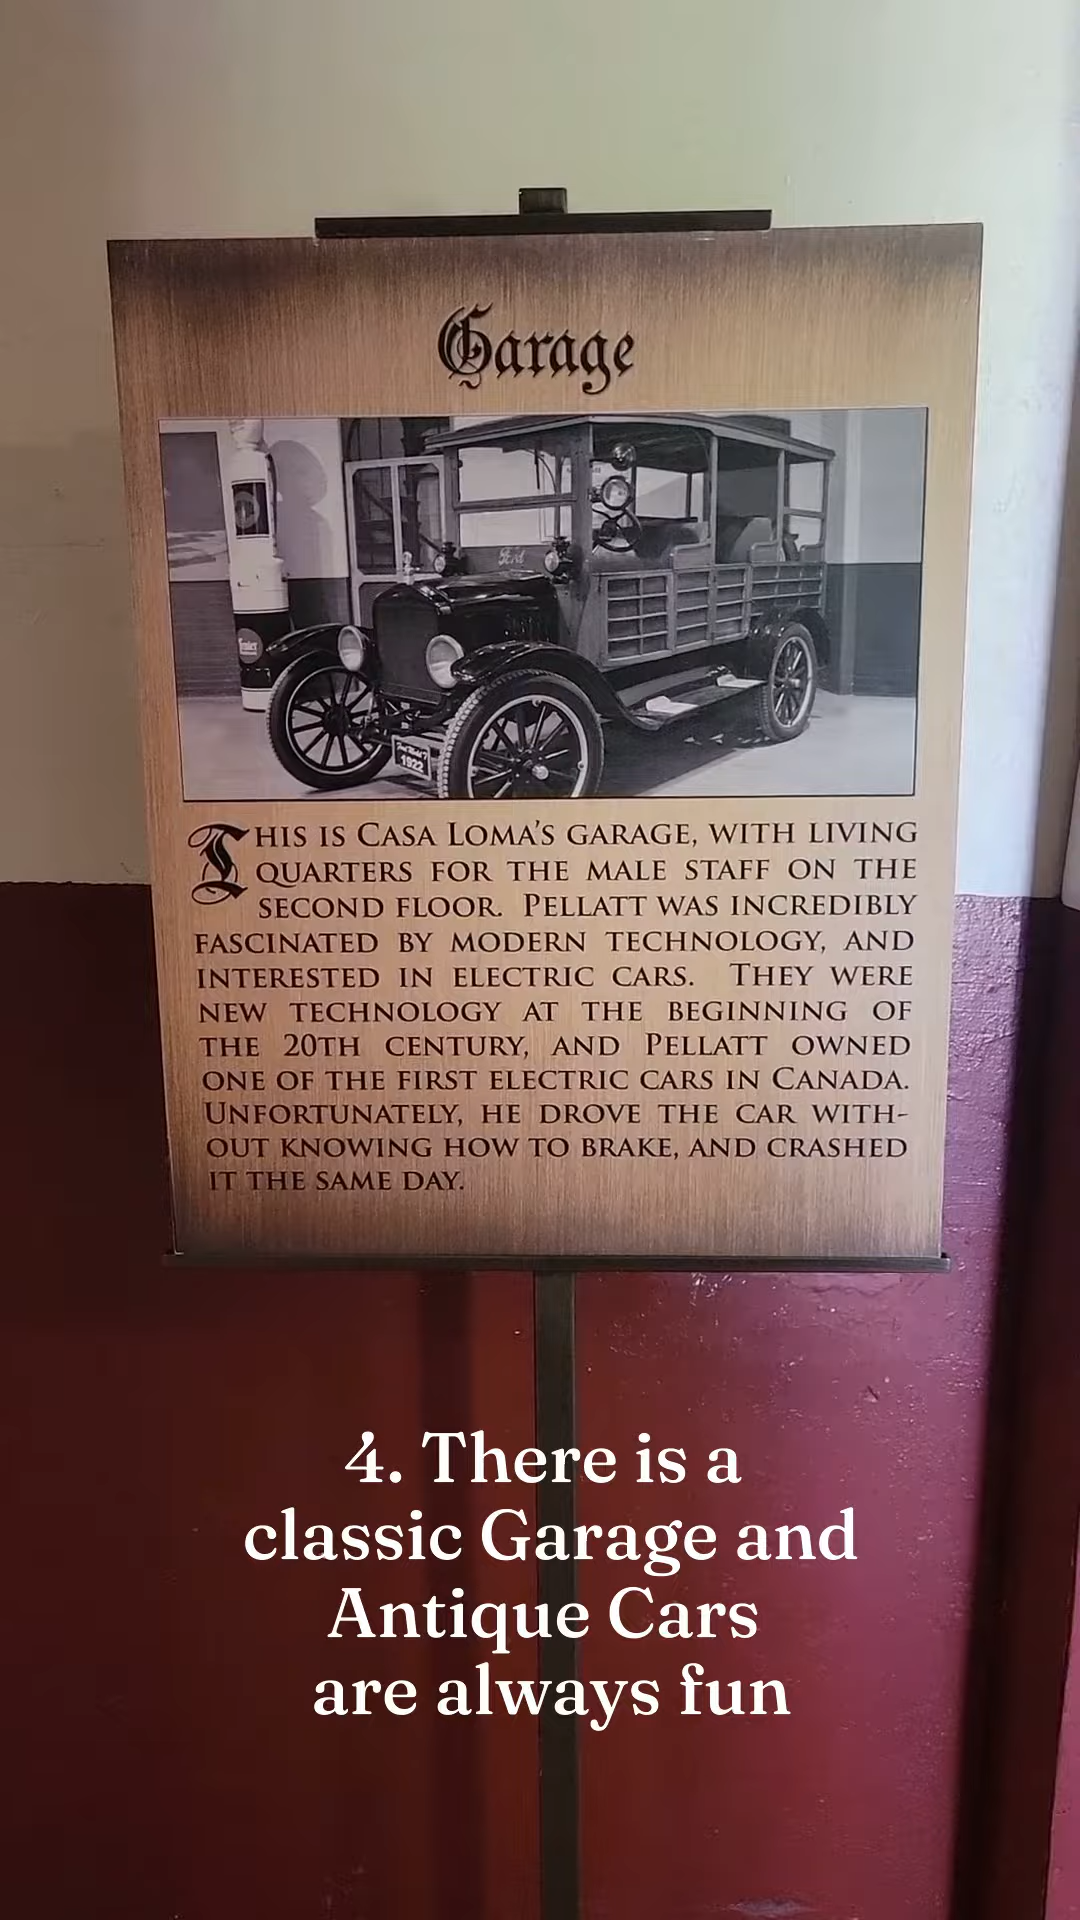 Garage
Ford
Ford Model T
1922
THIS IS CASA LOMA'S GARAGE, WITH LIVING
QUARTERS FOR THE MALE STAFF ON THE
SECOND FLOOR. PELLATT WAS INCREDIBLY
FASCINATED BY MODERN TECHNOLOGY, AND
INTERESTED IN ELECTRIC CARS. THEY WERE
NEW TECHNOLOGY AT THE BEGINNING OF
THE 20TH CENTURY, AND PELLATT OWNED
ONE OF THE FIRST ELECTRIC CARS IN CANADA.
UNFORTUNATELY, HE DROVE THE CAR WITH-
OUT KNOWING HOW TO BRAKE, AND CRASHED
IT THE SAME DAY.
4. There is a
classic Garage and
Antique Cars
are always fun